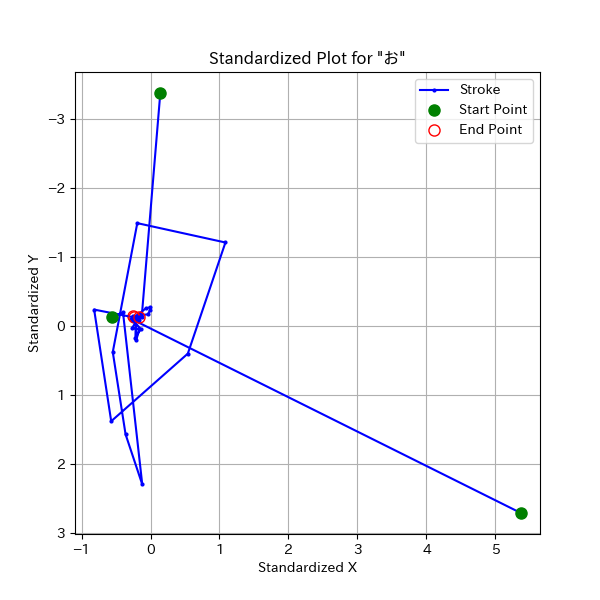 Standardized Plot for "お"
Stroke
Start Point
End Point
Standardized Y
−3
−2
−1
0
1
2
3
−1 0 1 2 3 4 5
Standardized X